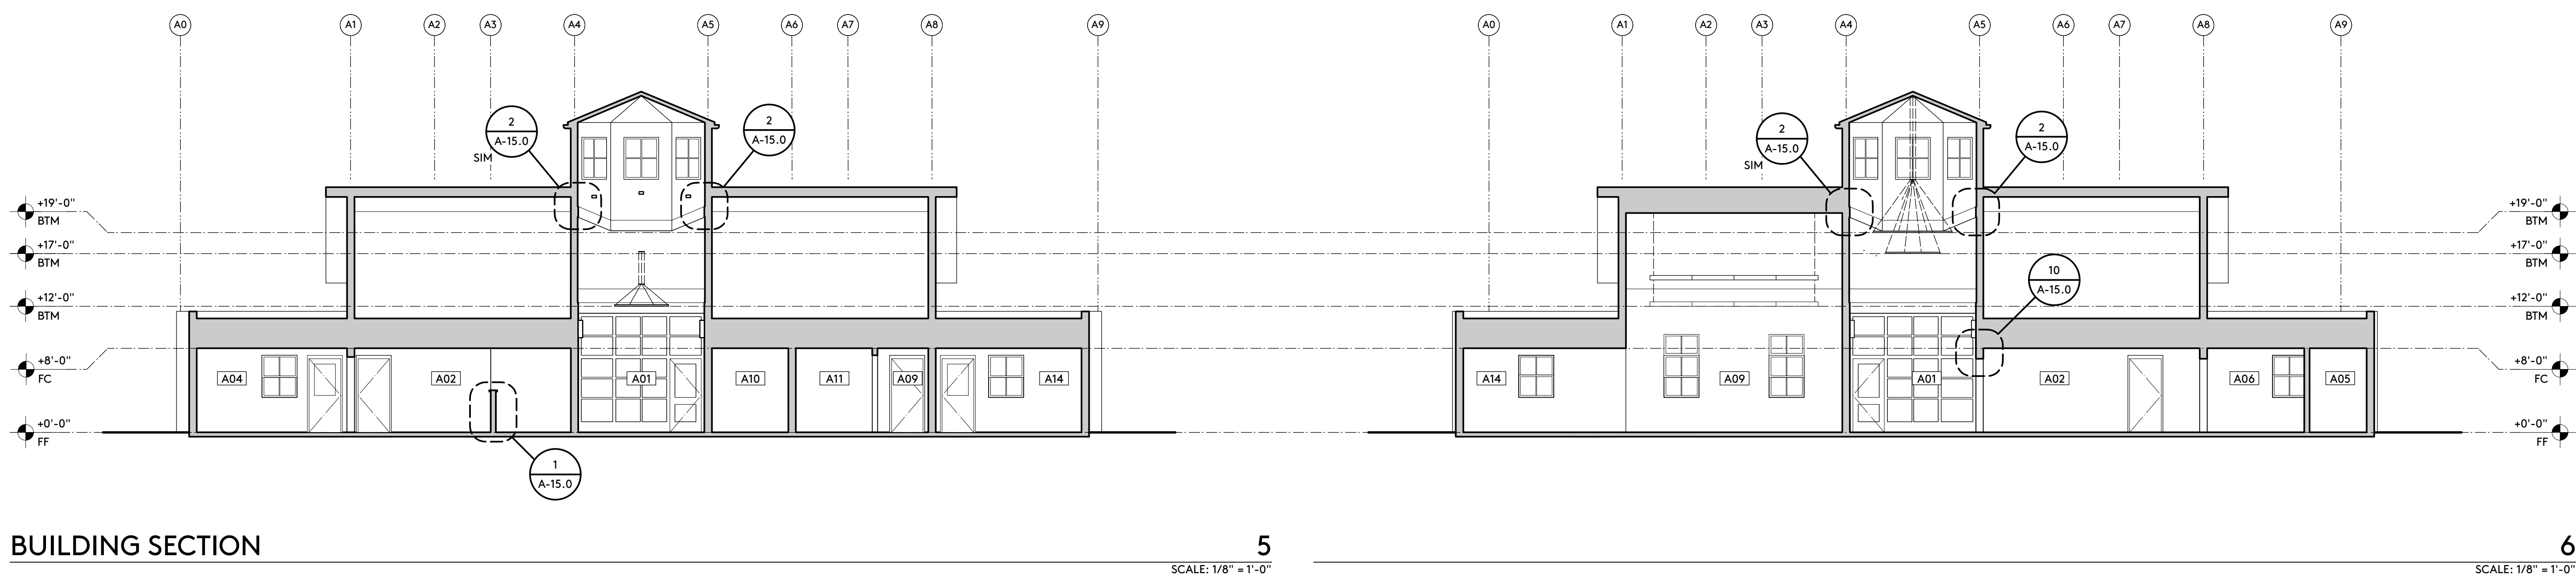 A0 A1 A2 A3 A4 A5 A6 A7 A8 A9
A0 A1 A2 A3 A4 A5 A6 A7 A8 A9
2
A-15.0
SIM
2
A-15.0
2
A-15.0
SIM
2
A-15.0
+19'-0"
BTM
+17'-0"
BTM
+12'-0"
BTM
+8'-0"
FC
+0'-0"
FF
A04 A02 A01 A10 A11 A09 A14
1
A-15.0
10
A-15.0
A14 A09 A01 A02 A06 A05
+19'-0"
BTM
+17'-0"
BTM
+12'-0"
BTM
+8'-0"
FC
+0'-0"
FF
BUILDING SECTION 5
SCALE: 1/8" = 1'-0"
6
SCALE: 1/8" = 1'-0"